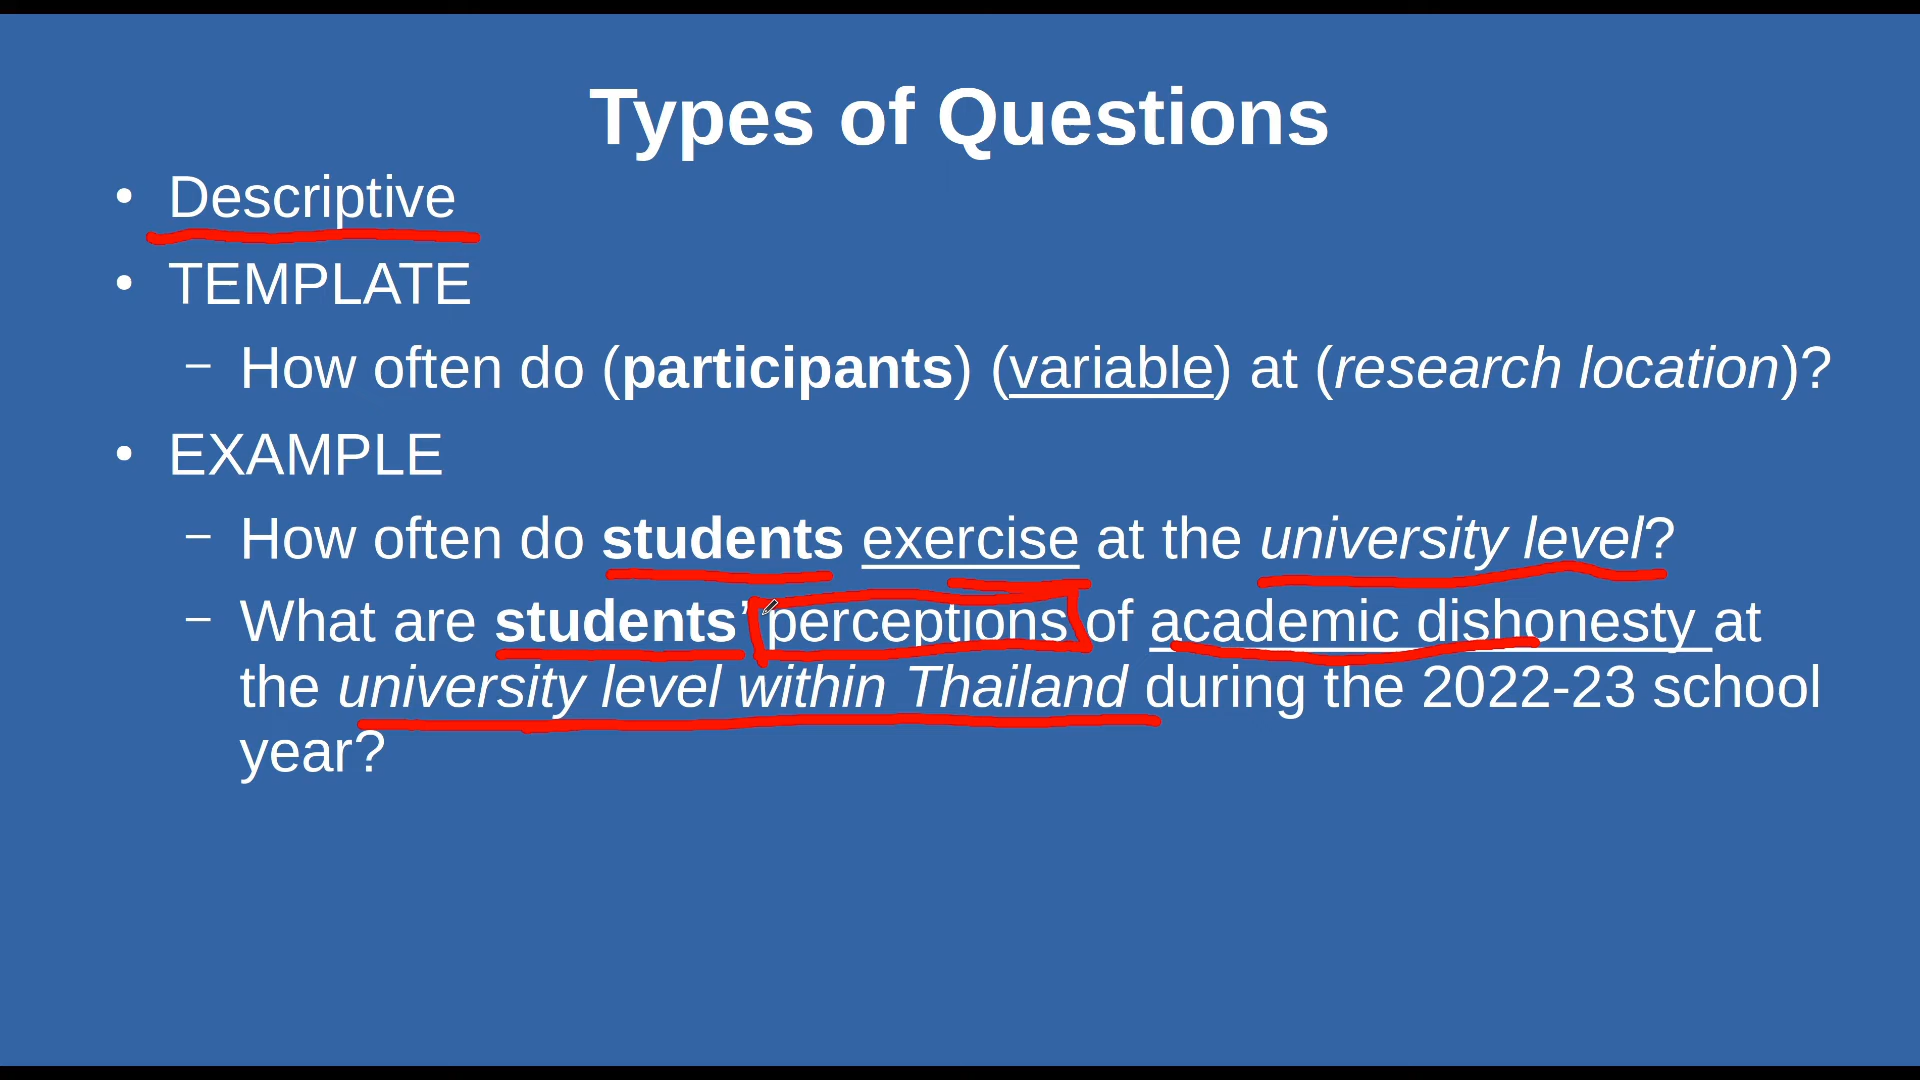 Types of Questions
• Descriptive
• TEMPLATE
– How often do (participants) (variable) at (research location)?
• EXAMPLE
– How often do students exercise at the university level?
– What are students’ perceptions of academic dishonesty at
the university level within Thailand during the 2022-23 school
year?